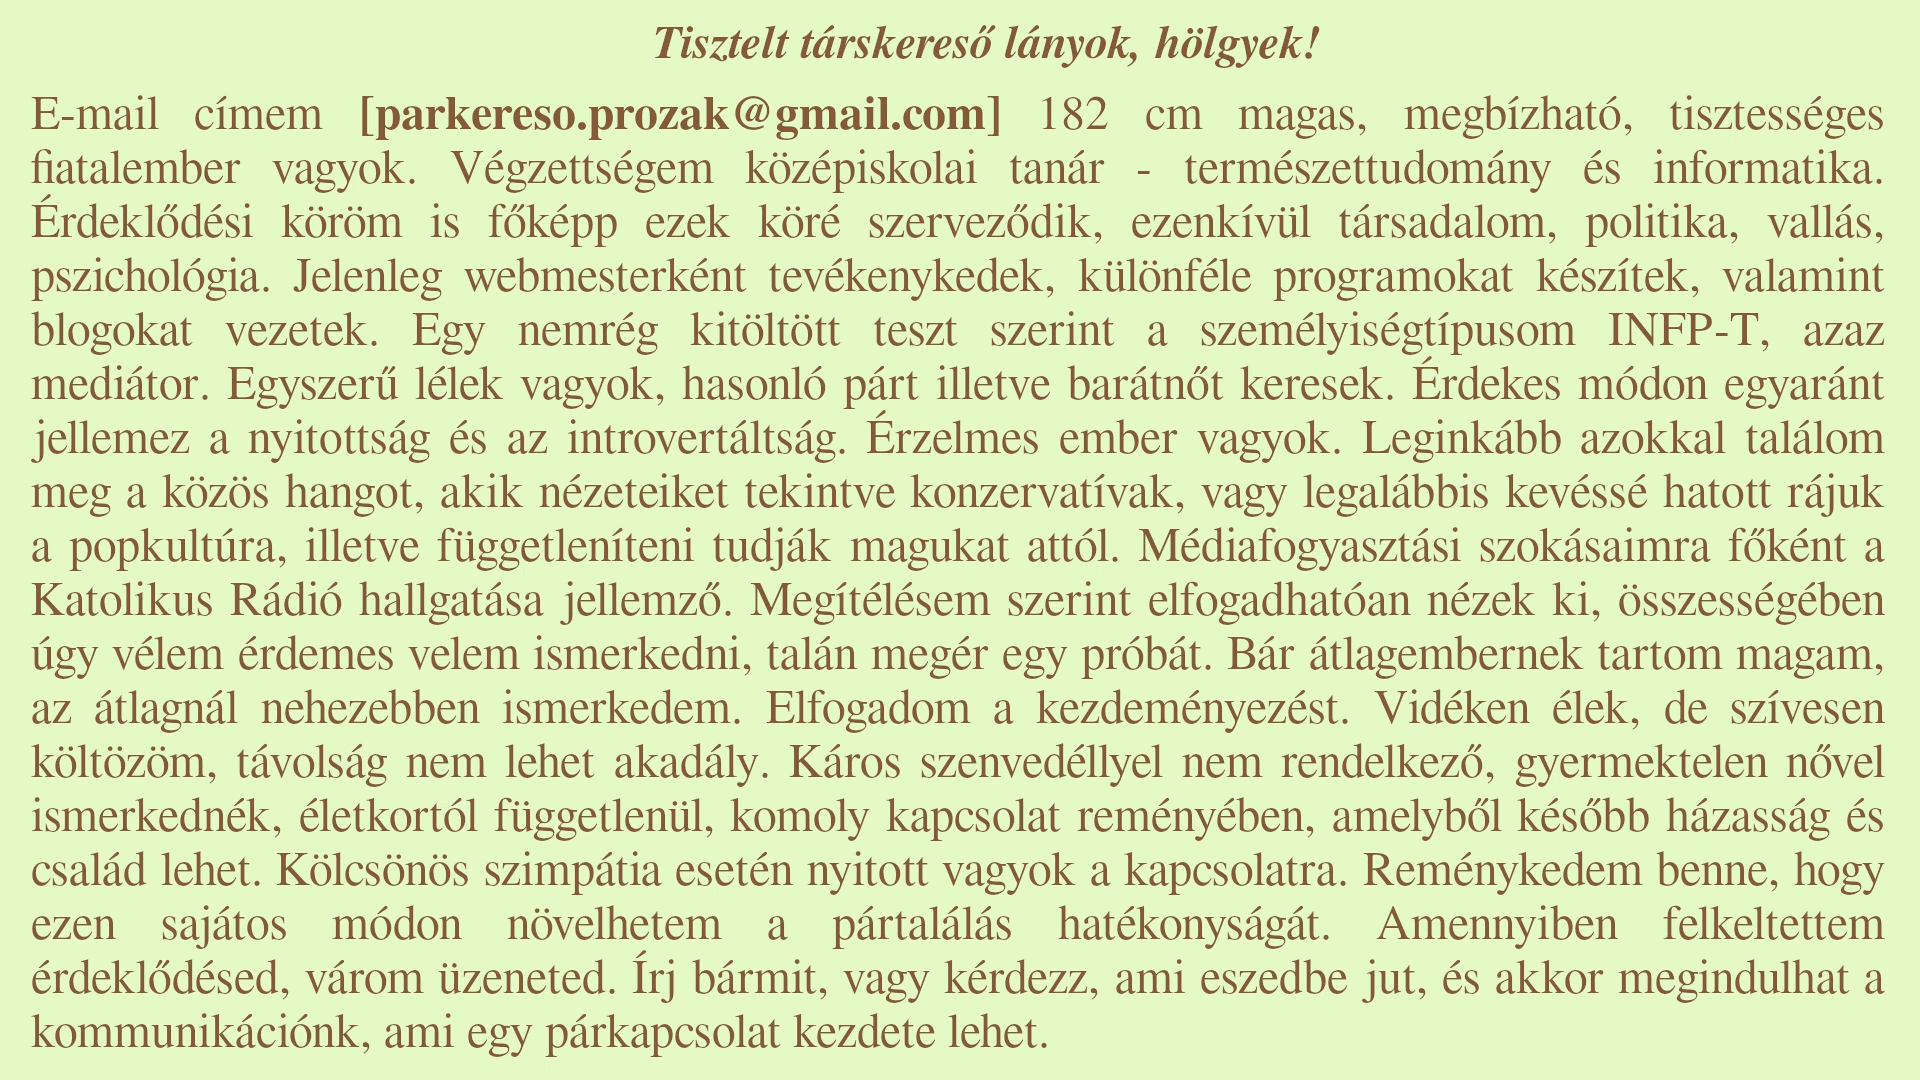 Tisztelt társkereső lányok, hölgyek!
E-mail címem [parkereso.prozak@gmail.com] 182 cm magas, megbízható, tisztességes
fiatalember vagyok. Végzettségem középiskolai tanár - természettudomány és informatika.
Érdeklődési köröm is főképp ezek köré szerveződik, ezenkívül társadalom, politika, vallás,
pszichológia. Jelenleg webmesterként tevékenykedek, különféle programokat készítek, valamint
blogokat vezetek. Egy nemrég kitöltött teszt szerint a személyiségtípusom INFP-T, azaz
mediátor. Egyszerű lélek vagyok, hasonló párt illetve barátnőt keresek. Érdekes módon egyaránt
jellemez a nyitottság és az introvertáltság. Érzelmes ember vagyok. Leginkább azokkal találom
meg a közös hangot, akik nézeteiket tekintve konzervatívak, vagy legalábbis kevéssé hatott rájuk
a popkultúra, illetve függetleníteni tudják magukat attól. Médiafogyasztási szokásaimra főként a
Katolikus Rádió hallgatása jellemző. Megítélésem szerint elfogadhatóan nézek ki, összességében
úgy vélem érdemes velem ismerkedni, talán megér egy próbát. Bár átlagembernek tartom magam,
az átlagnál nehezebben ismerkedem. Elfogadom a kezdeményezést. Vidéken élek, de szívesen
költözöm, távolság nem lehet akadály. Káros szenvedéllyel nem rendelkező, gyermektelen nővel
ismerkednék, életkortól függetlenül, komoly kapcsolat reményében, amelyből később házasság és
család lehet. Kölcsönös szimpátia esetén nyitott vagyok a kapcsolatra. Reménykedem benne, hogy
ezen sajátos módon növelhetem a pártalálás hatékonyságát. Amennyiben felkeltettem
érdeklődésed, várom üzeneted. Írj bármit, vagy kérdezz, ami eszedbe jut, és akkor megindulhat a
kommunikációnk, ami egy párkapcsolat kezdete lehet.